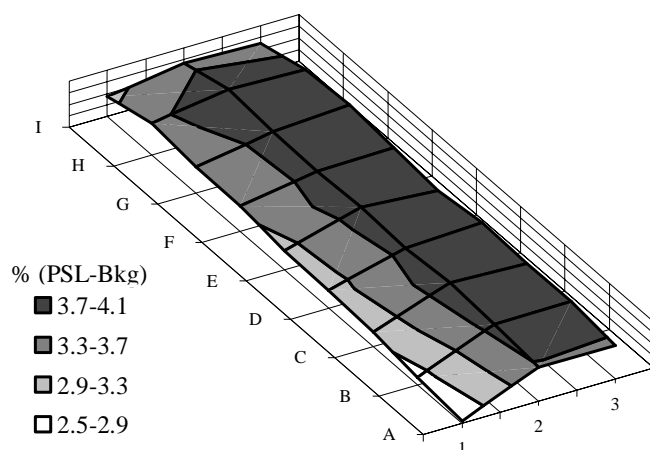 I
H
G
F
E
D
C
B
A
1
2
3
% (PSL-Bkg)
3.7-4.1
3.3-3.7
2.9-3.3
2.5-2.9